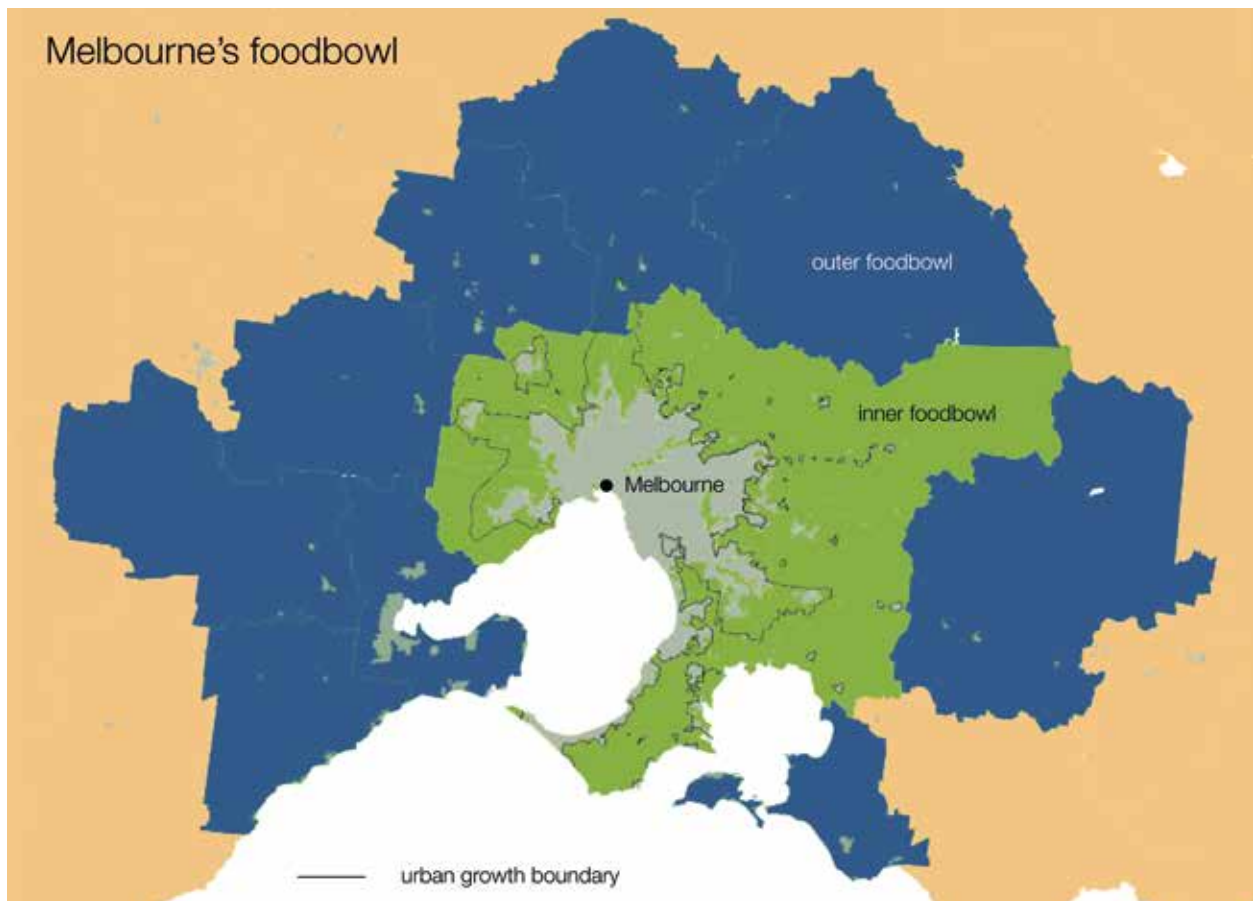 Melbourne's foodbowl
outer foodbowl
inner foodbowl
Melbourne
urban growth boundary